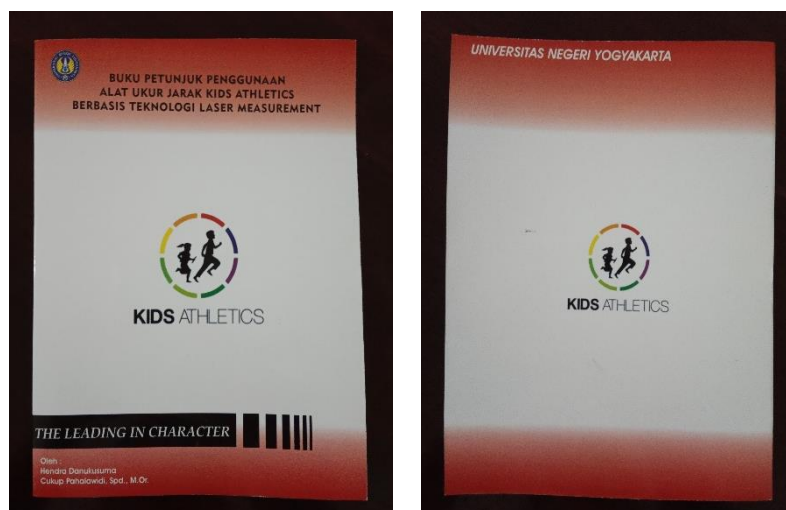 BUKU PETUNJUK PENGGUNAAN
ALAT UKUR JARAK KIDS ATHLETICS
BERBASIS TEKNOLOGI LASER MEASUREMENT
KIDS ATHLETICS
THE LEADING IN CHARACTER
Oleh :
Hendra Danukusuma
Cukup Pahalawidi, Spd., M.Or.
UNIVERSITAS NEGERI YOGYAKARTA
KIDS ATHLETICS